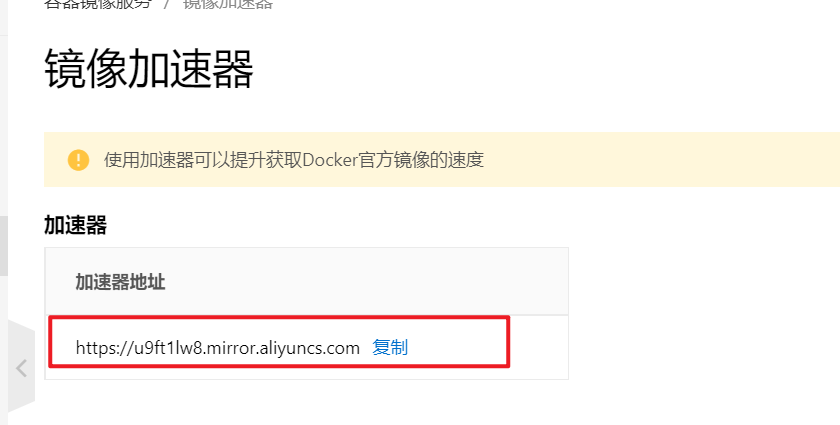 容器镜像服务 / 镜像加速器
镜像加速器
使用加速器可以提升获取Docker官方镜像的速度
加速器
加速器地址
https://u9ft1lw8.mirror.aliyuncs.com 复制